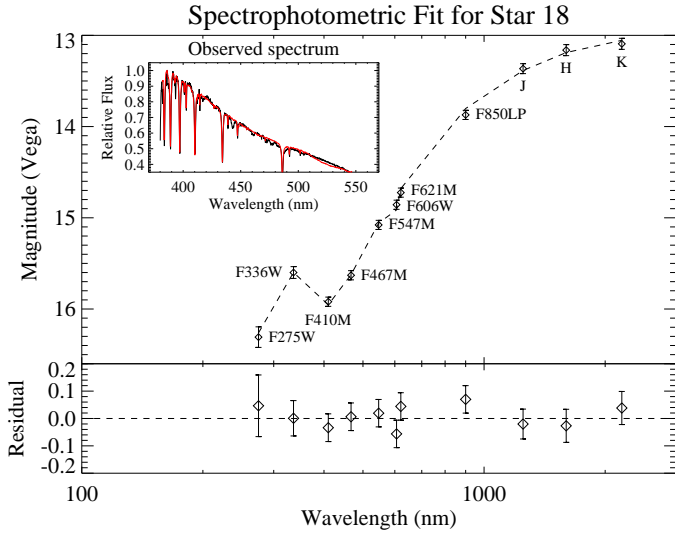 Spectrophotometric Fit for Star 18
Observed spectrum
Relative Flux
1.0
0.9
0.8
0.7
0.6
0.5
0.4
400 450 500 550
Wavelength (nm)
Magnitude (Vega)
13
14
15
16
F275W
F336W
F410M
F467M
F547M
F606W
F621M
F850LP
J
H
K
Residual
0.2
0.1
0.0
-0.1
-0.2
100 1000
Wavelength (nm)